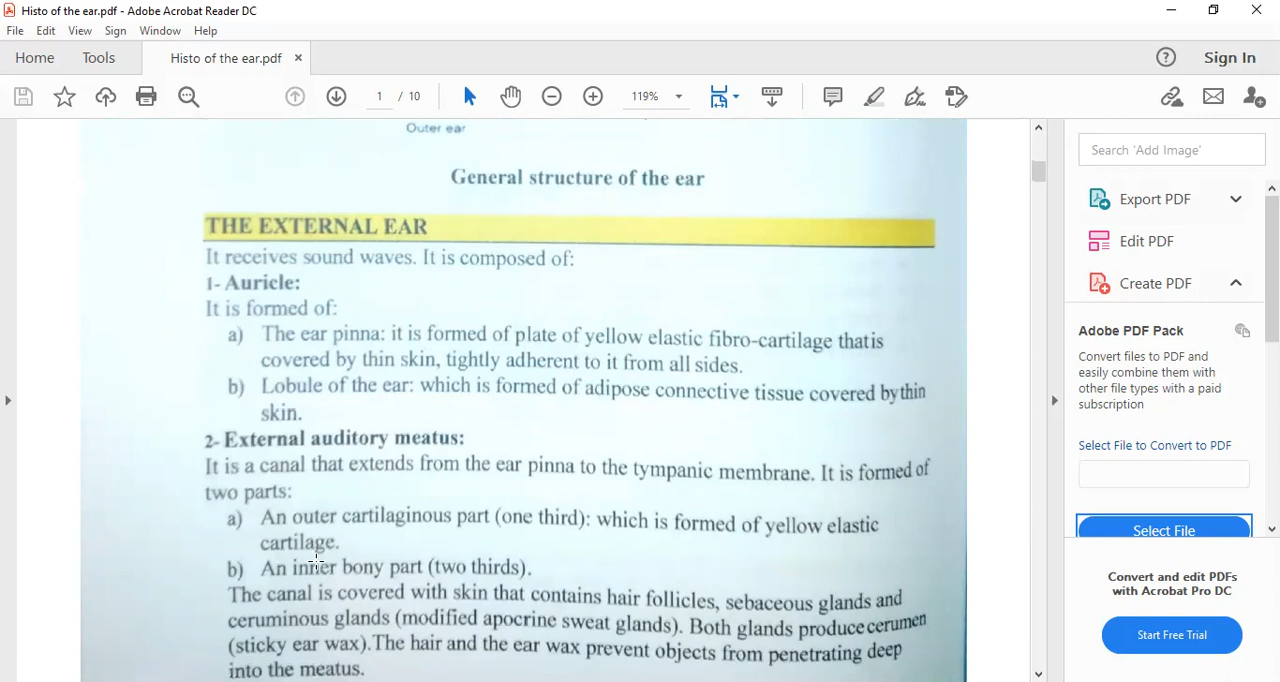 Histo of the ear.pdf - Adobe Acrobat Reader DC
File Edit View Sign Window Help
Home Tools Histo of the ear.pdf × Sign In
1 / 10 119%
Outer ear
General structure of the ear
THE EXTERNAL EAR
It receives sound waves. It is composed of:
1- Auricle:
It is formed of:
a) The ear pinna: it is formed of plate of yellow elastic fibro-cartilage thatis
covered by thin skin, tightly adherent to it from all sides.
b) Lobule of the ear: which is formed of adipose connective tissue covered bythin
skin.
2- External auditory meatus:
It is a canal that extends from the ear pinna to the tympanic membrane. It is formed of
two parts:
a) An outer cartilaginous part (one third): which is formed of yellow elastic
cartilage.
b) An inner bony part (two thirds).
The canal is covered with skin that contains hair follicles, sebaceous glands and
ceruminous glands (modified apocrine sweat glands). Both glands produce cerumen
(sticky ear wax). The hair and the ear wax prevent objects from penetrating deep
into the meatus.
Search 'Add Image'
Export PDF
Edit PDF
Create PDF
Adobe PDF Pack
Convert files to PDF and
easily combine them with
other file types with a paid
subscription
Select File to Convert to PDF
Select File
Convert and edit PDFs
with Acrobat Pro DC
Start Free Trial